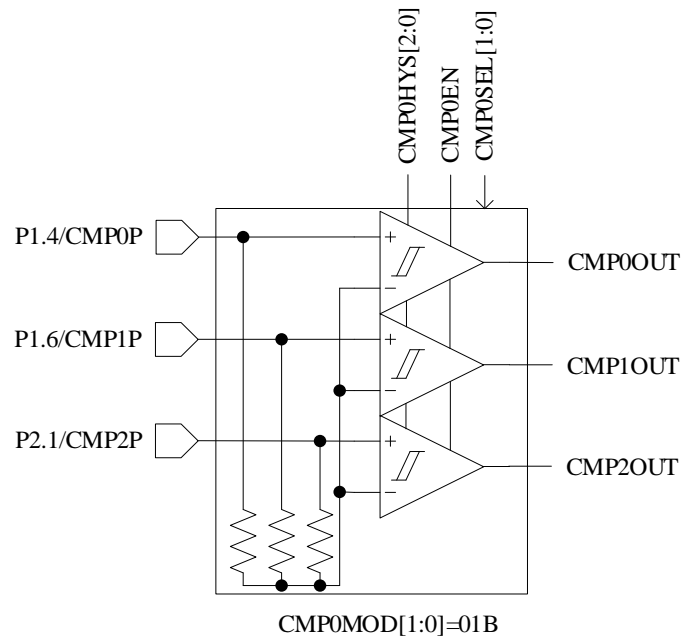 CMP0HYS[2:0]
CMP0EN
CMP0SEL[1:0]
P1.4/CMP0P
+
−
CMP0OUT
P1.6/CMP1P
+
−
CMP1OUT
P2.1/CMP2P
+
−
CMP2OUT
CMP0MOD[1:0]=01B